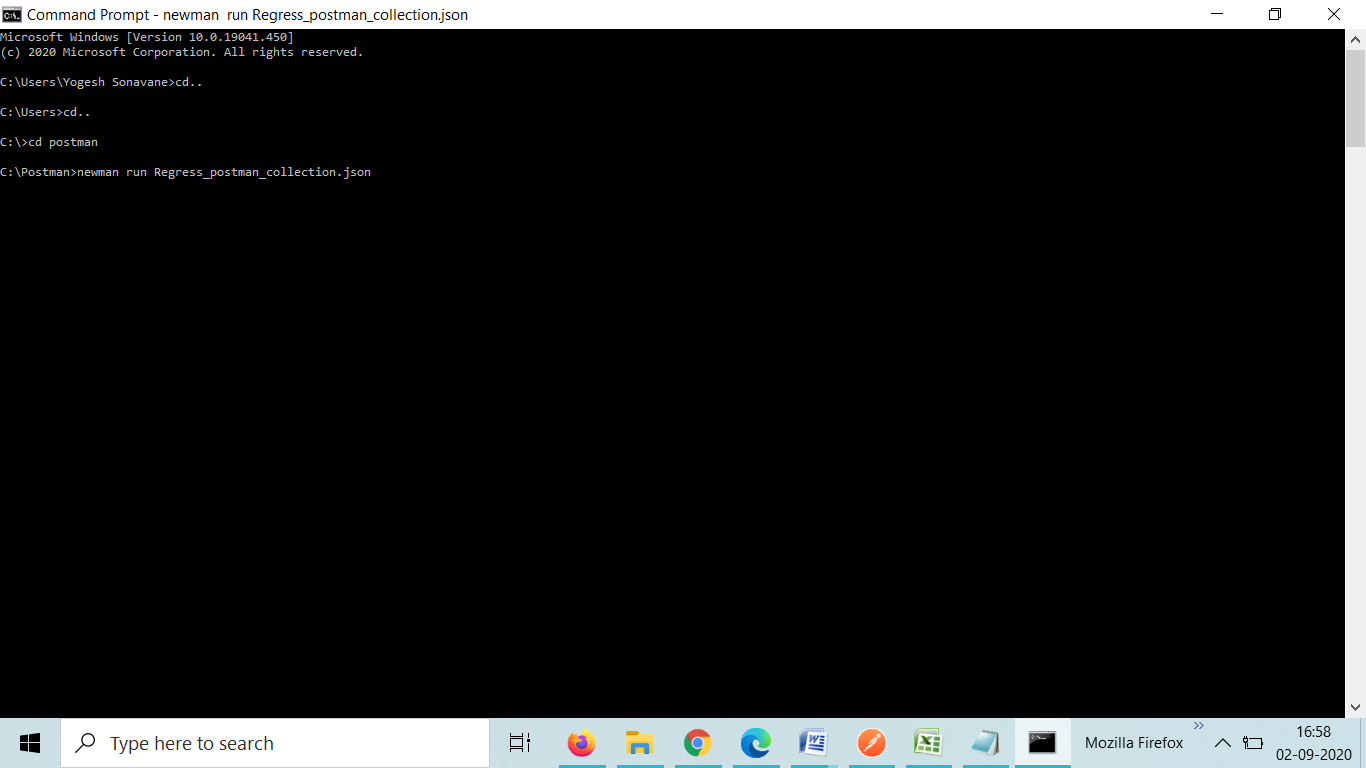 Command Prompt - newman  run Regress_postman_collection.json
Microsoft Windows [Version 10.0.19041.450]
(c) 2020 Microsoft Corporation. All rights reserved.
C:\Users\Yogesh Sonavane>cd..
C:\Users>cd..
C:\>cd postman
C:\Postman>newman run Regress_postman_collection.json
Type here to search
Mozilla Firefox
16:58
02-09-2020